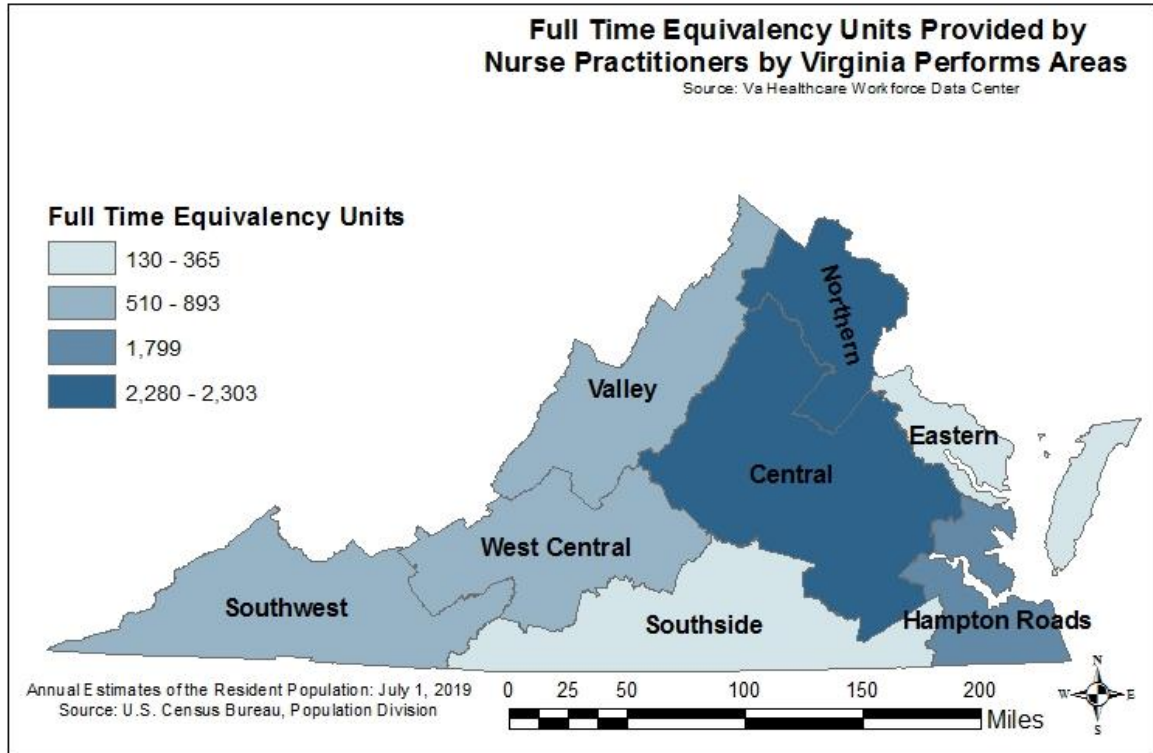 Full Time Equivalency Units Provided by
Nurse Practitioners by Virginia Performs Areas
Source: Va Healthcare Workforce Data Center
Full Time Equivalency Units
130 - 365
510 - 893
1,799
2,280 - 2,303
Northern
Valley
Eastern
Central
West Central
Southwest
Southside
Hampton Roads
Annual Estimates of the Resident Population: July 1, 2019
Source: U.S. Census Bureau, Population Division
0 25 50 100 150 200
Miles
N
W E
S